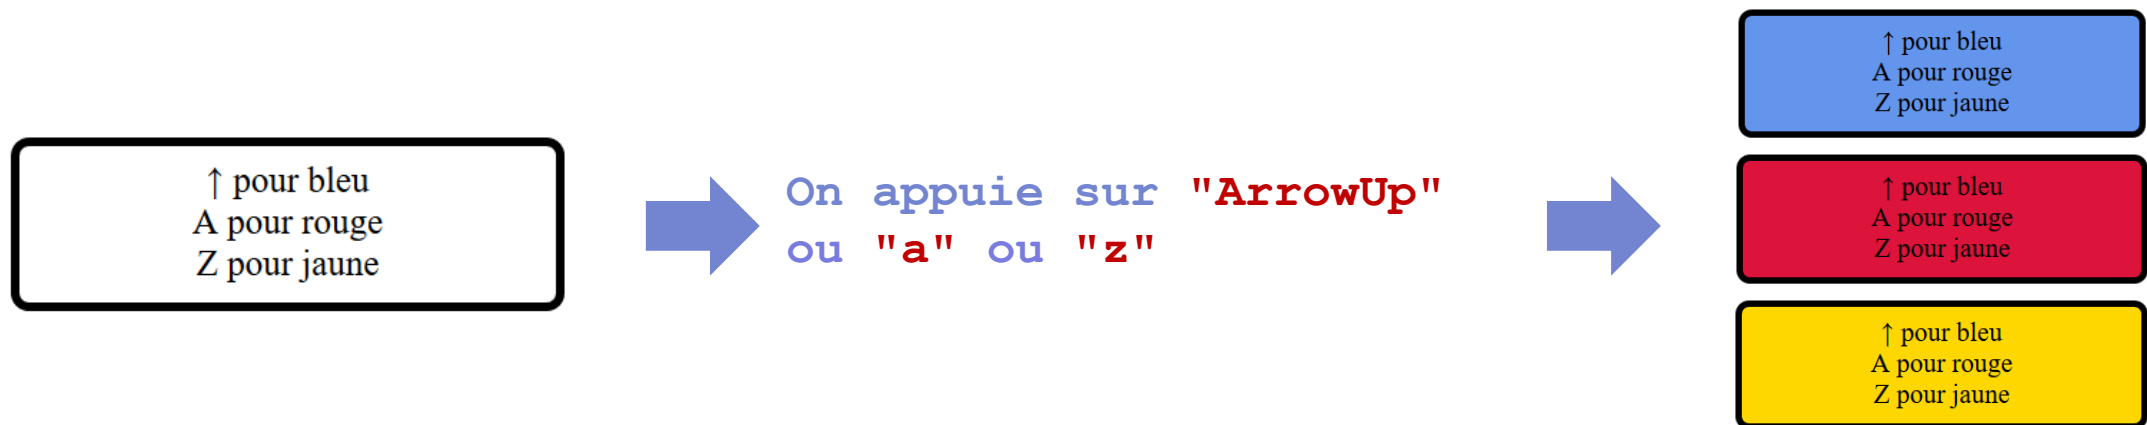 ↑ pour bleu
A pour rouge
Z pour jaune
On appuie sur "ArrowUp"
ou "a" ou "z"
↑ pour bleu
A pour rouge
Z pour jaune
↑ pour bleu
A pour rouge
Z pour jaune
↑ pour bleu
A pour rouge
Z pour jaune